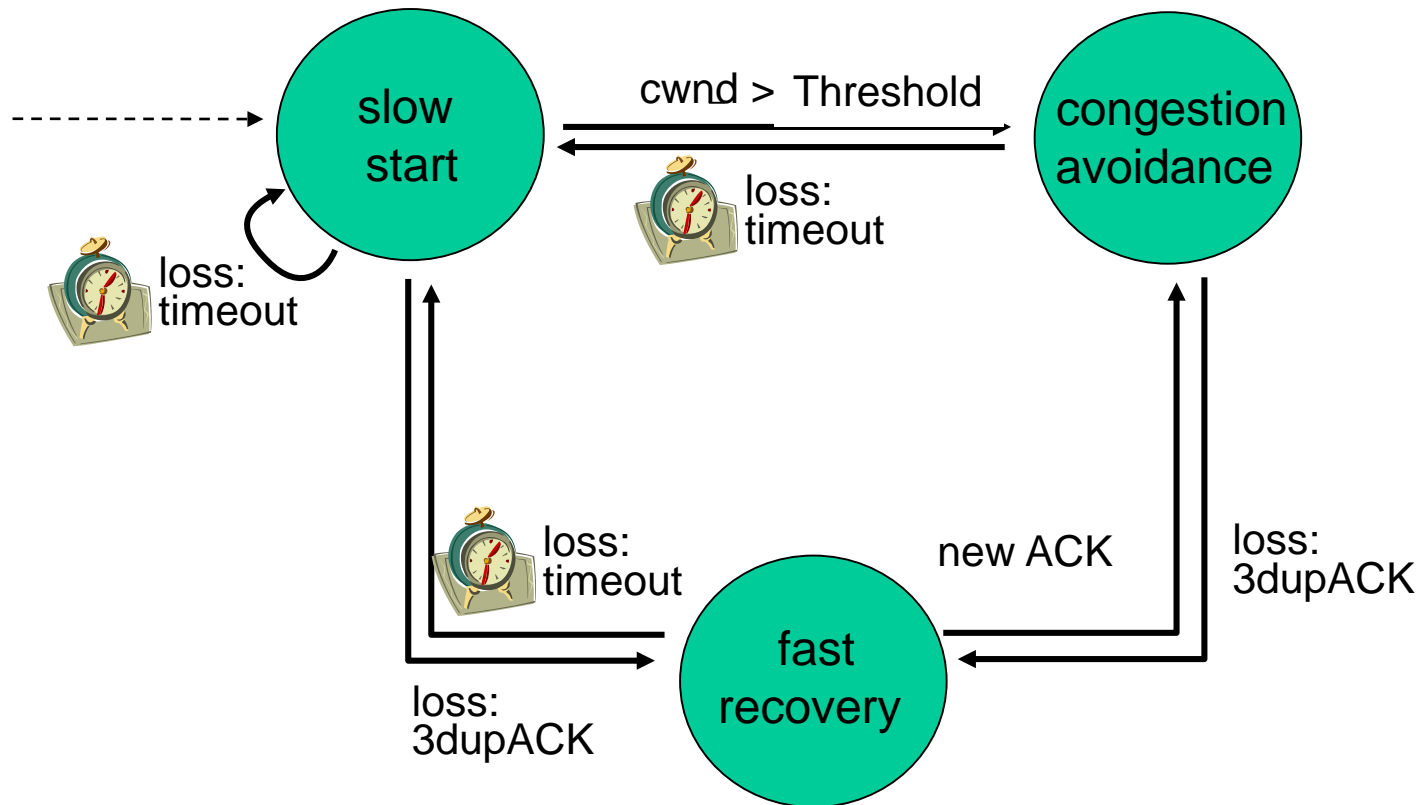 slow
start
cwnd > Threshold
congestion
avoidance
loss:
timeout
loss:
timeout
loss:
timeout
new ACK
loss:
3dupACK
fast
recovery
loss:
3dupACK